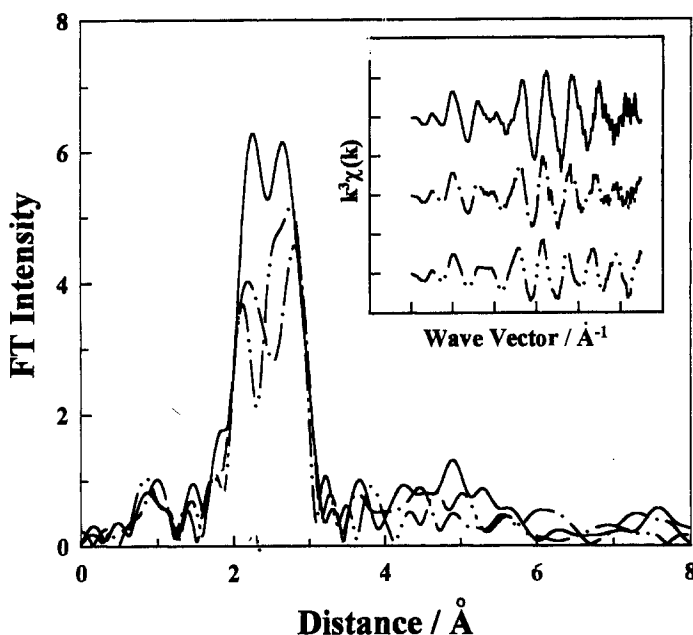 8
6
4
2
0
FT Intensity
0
2
4
6
8
Distance / Å
k³χ(k)
Wave Vector / Å⁻¹